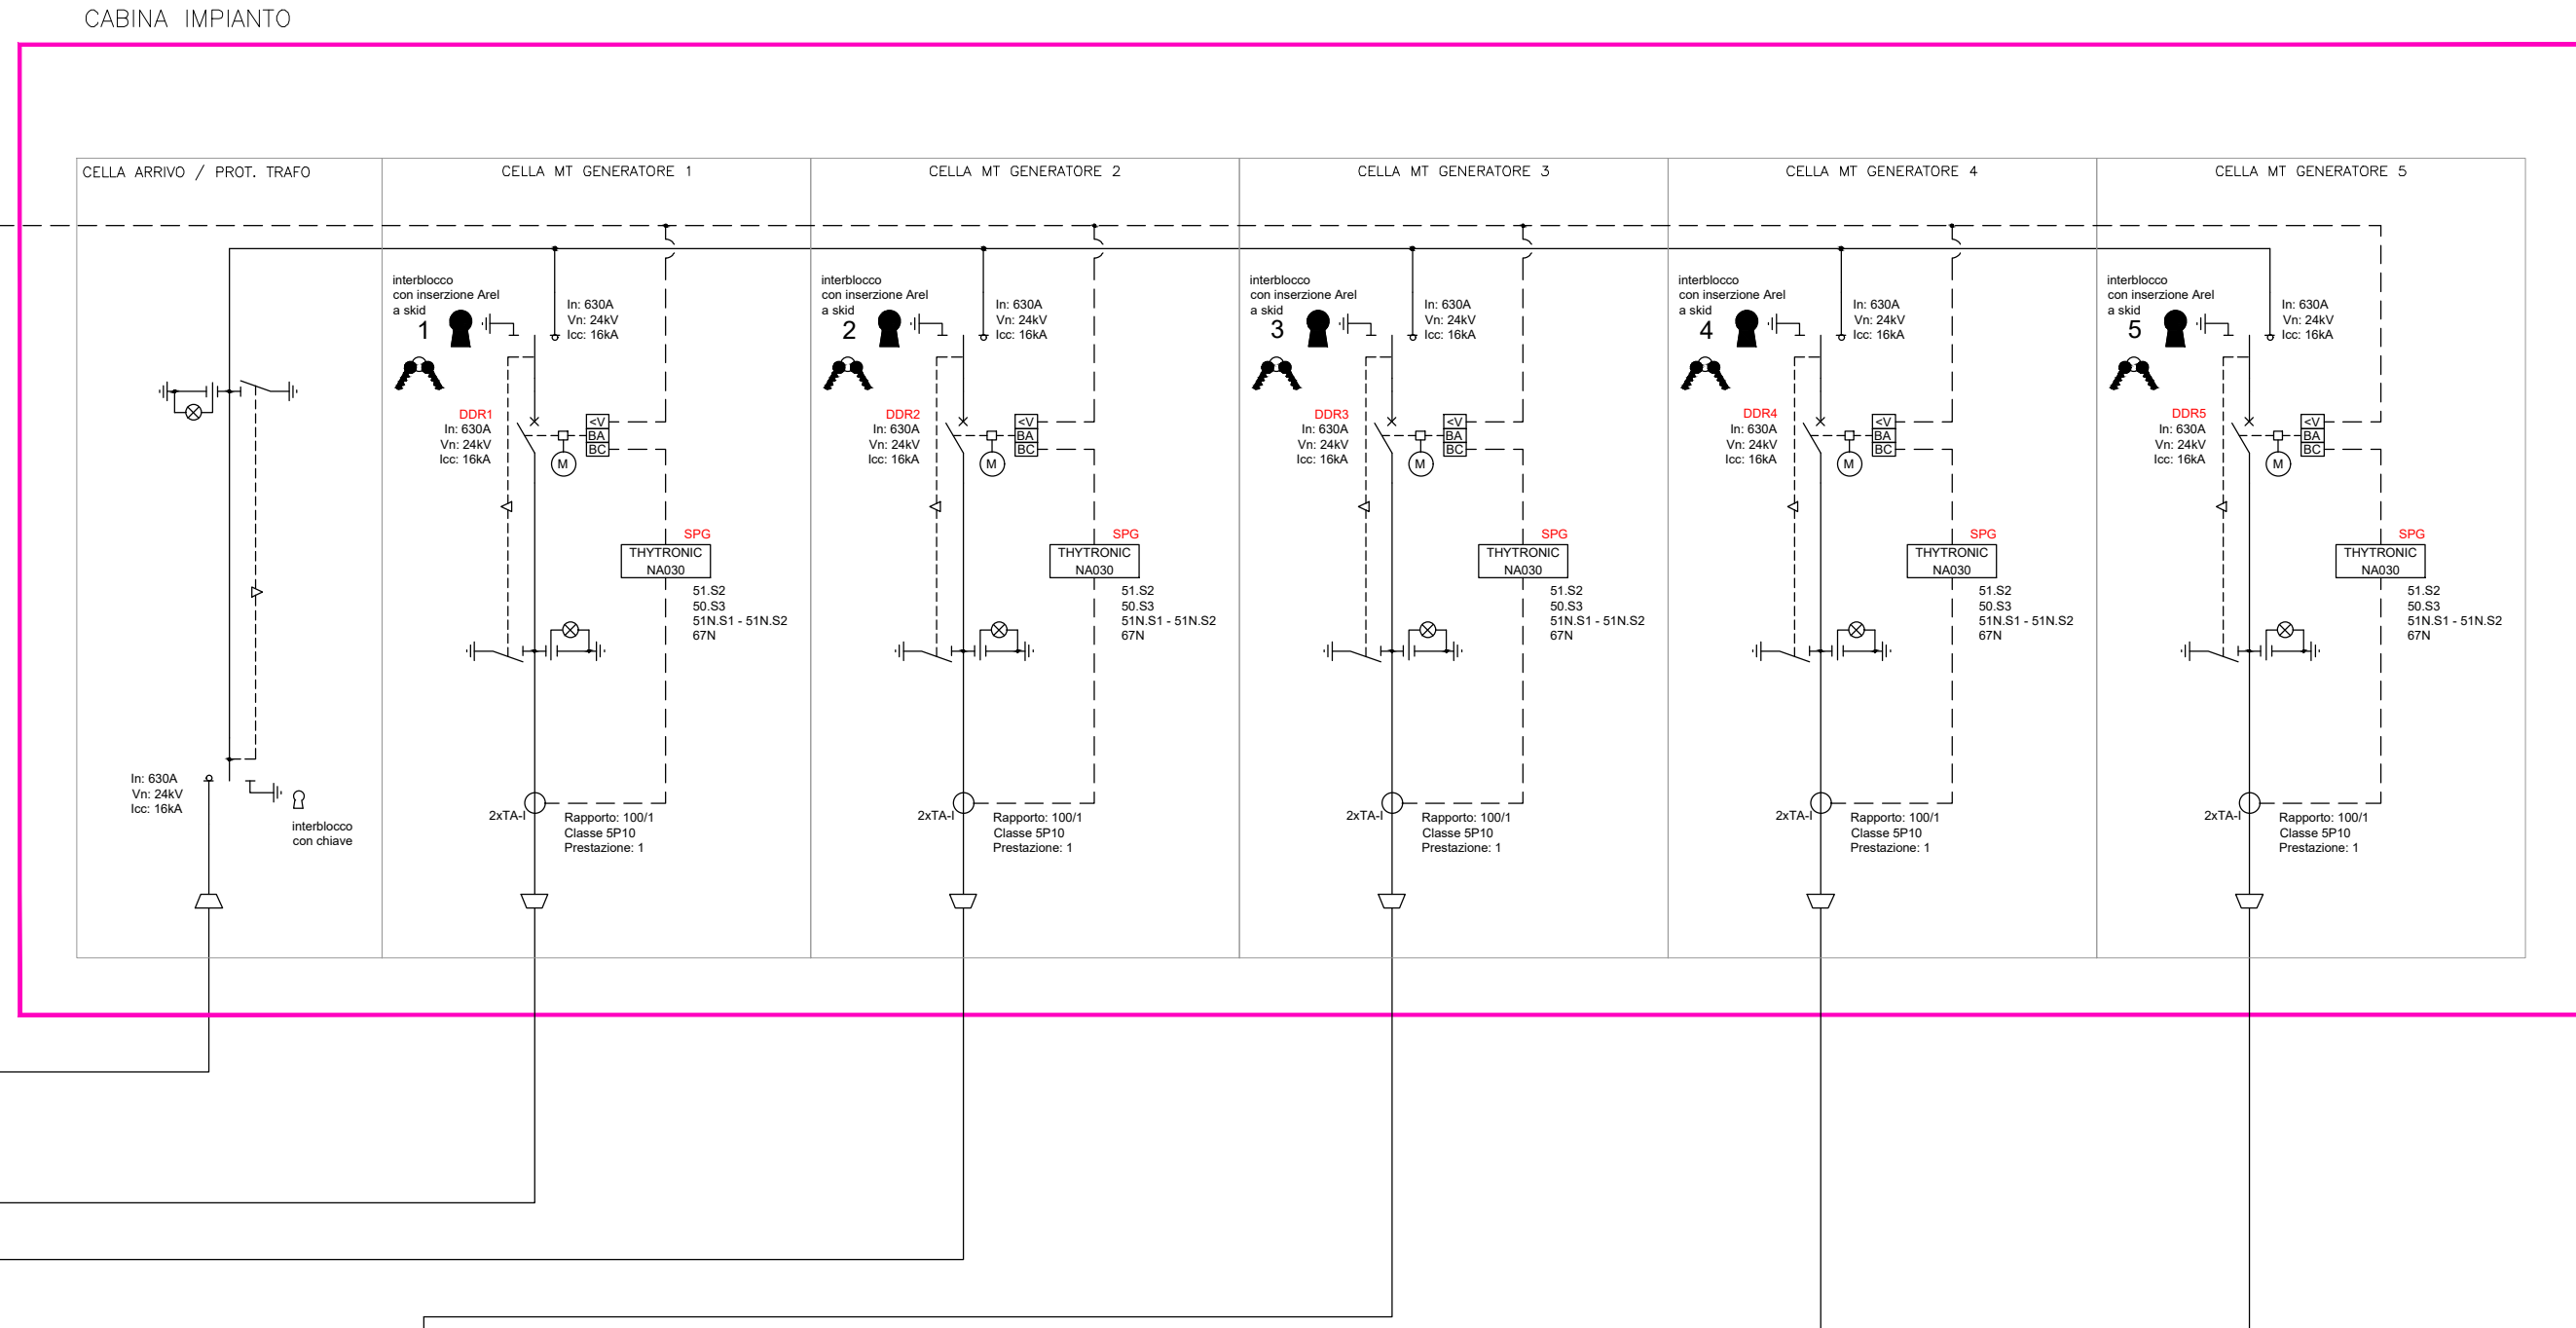 CABINA IMPIANTO
CELLA ARRIVO / PROT. TRAFO
In: 630A
Vn: 24kV
Icc: 16kA
interblocco
con chiave
CELLA MT GENERATORE 1
interblocco
con inserzione Arel
a skid
1
In: 630A
Vn: 24kV
Icc: 16kA
DDR1
In: 630A
Vn: 24kV
Icc: 16kA
<V
BA
BC
M
SPG
THYTRONIC
NA030
51.S2
50.S3
51N.S1 - 51N.S2
67N
2xTA-I
Rapporto: 100/1
Classe 5P10
Prestazione: 1
CELLA MT GENERATORE 2
interblocco
con inserzione Arel
a skid
2
In: 630A
Vn: 24kV
Icc: 16kA
DDR2
In: 630A
Vn: 24kV
Icc: 16kA
<V
BA
BC
M
SPG
THYTRONIC
NA030
51.S2
50.S3
51N.S1 - 51N.S2
67N
2xTA-I
Rapporto: 100/1
Classe 5P10
Prestazione: 1
CELLA MT GENERATORE 3
interblocco
con inserzione Arel
a skid
3
In: 630A
Vn: 24kV
Icc: 16kA
DDR3
In: 630A
Vn: 24kV
Icc: 16kA
<V
BA
BC
M
SPG
THYTRONIC
NA030
51.S2
50.S3
51N.S1 - 51N.S2
67N
2xTA-I
Rapporto: 100/1
Classe 5P10
Prestazione: 1
CELLA MT GENERATORE 4
interblocco
con inserzione Arel
a skid
4
In: 630A
Vn: 24kV
Icc: 16kA
DDR4
In: 630A
Vn: 24kV
Icc: 16kA
<V
BA
BC
M
SPG
THYTRONIC
NA030
51.S2
50.S3
51N.S1 - 51N.S2
67N
2xTA-I
Rapporto: 100/1
Classe 5P10
Prestazione: 1
CELLA MT GENERATORE 5
interblocco
con inserzione Arel
a skid
5
In: 630A
Vn: 24kV
Icc: 16kA
DDR5
In: 630A
Vn: 24kV
Icc: 16kA
<V
BA
BC
M
SPG
THYTRONIC
NA030
51.S2
50.S3
51N.S1 - 51N.S2
67N
2xTA-I
Rapporto: 100/1
Classe 5P10
Prestazione: 1